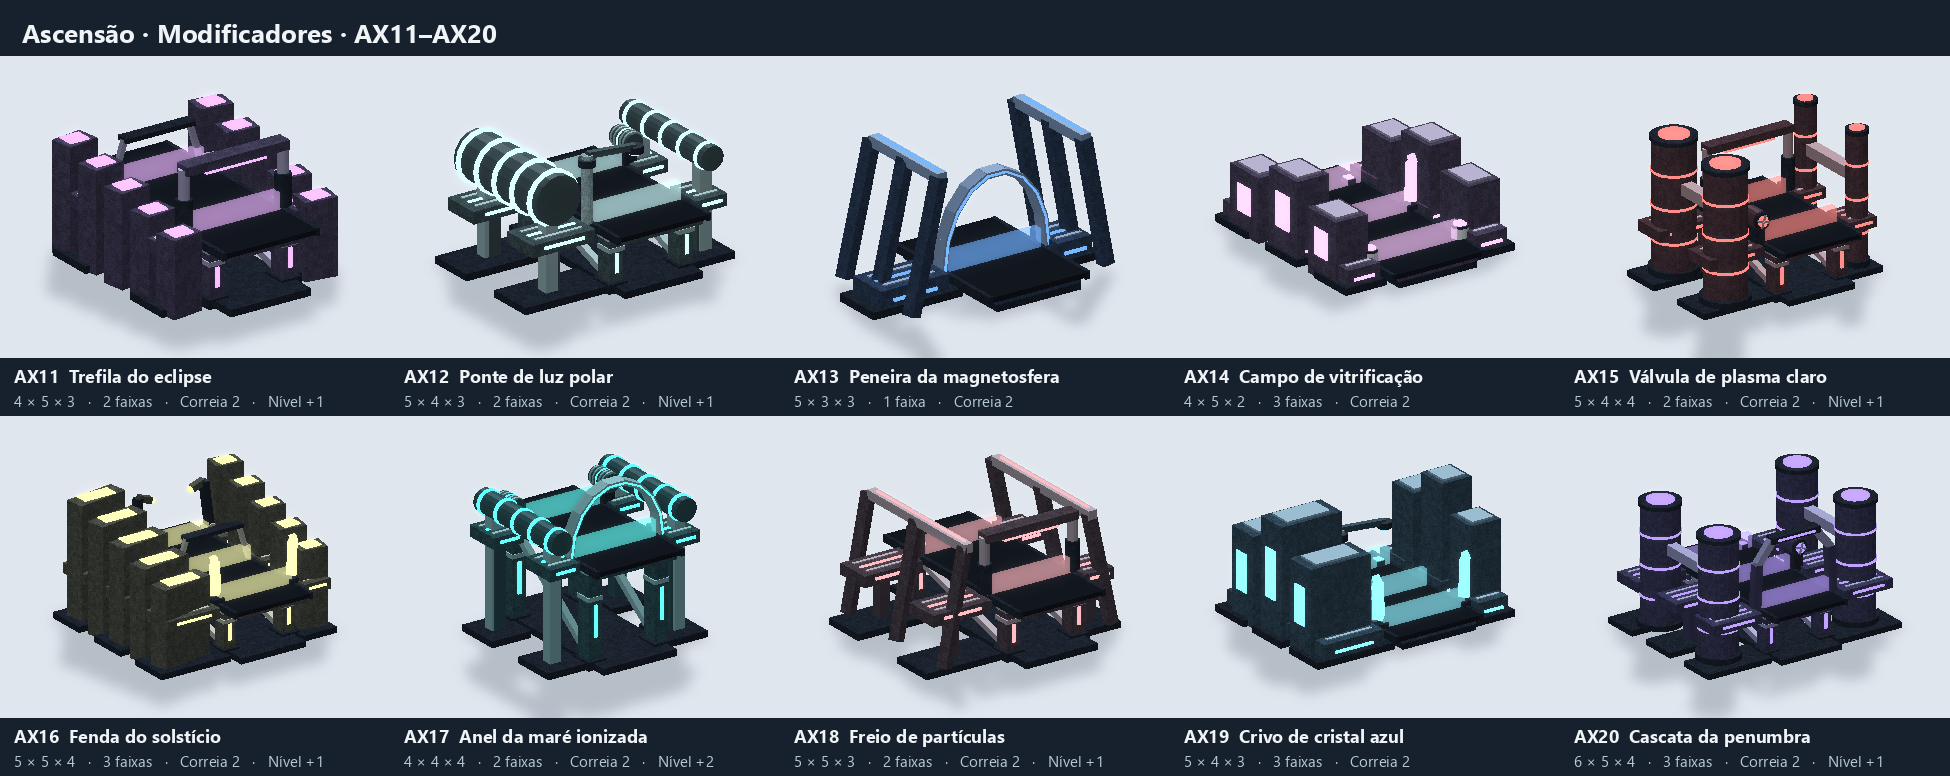 Ascensão · Modificadores · AX11–AX20
AX11 Trefila do eclipse
4 × 5 × 3 · 2 faixas · Correia 2 · Nível +1
AX12 Ponte de luz polar
5 × 4 × 3 · 2 faixas · Correia 2 · Nível +1
AX13 Peneira da magnetosfera
5 × 3 × 3 · 1 faixa · Correia 2
AX14 Campo de vitrificação
4 × 5 × 2 · 3 faixas · Correia 2
AX15 Válvula de plasma claro
5 × 4 × 4 · 2 faixas · Correia 2 · Nível +1
AX16 Fenda do solstício
5 × 5 × 4 · 3 faixas · Correia 2 · Nível +1
AX17 Anel da maré ionizada
4 × 4 × 4 · 2 faixas · Correia 2 · Nível +2
AX18 Freio de partículas
5 × 5 × 3 · 2 faixas · Correia 2 · Nível +1
AX19 Crivo de cristal azul
5 × 4 × 3 · 3 faixas · Correia 2
AX20 Cascata da penumbra
6 × 5 × 4 · 2 faixas · Correia 2 · Nível +1